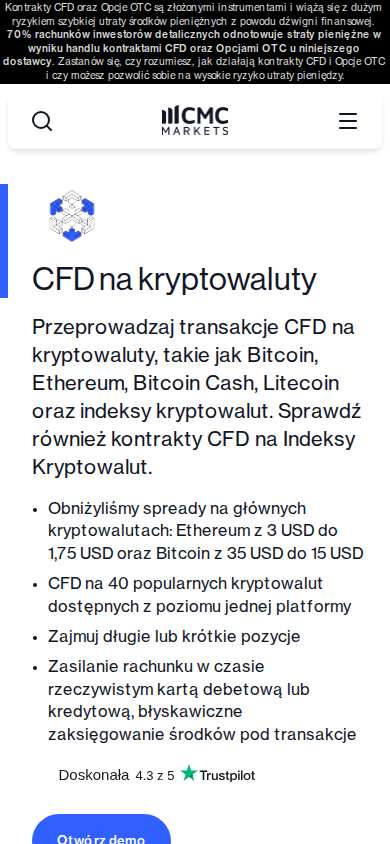 Kontrakty CFD oraz Opcje OTC są złożonymi instrumentami i wiążą się z dużym
ryzykiem szybkiej utraty środków pieniężnych z powodu dźwigni finansowej.
70% rachunków inwestorów detalicznych odnotowuje straty pieniężne w
wyniku handlu kontraktami CFD oraz Opcjami OTC u niniejszego
dostawcy. Zastanów się, czy rozumiesz, jak działają kontrakty CFD i Opcje OTC
i czy możesz pozwolić sobie na wysokie ryzyko utraty pieniędzy.
CMC
MARKETS
CFD na kryptowaluty
Przeprowadzaj transakcje CFD na
kryptowaluty, takie jak Bitcoin,
Ethereum, Bitcoin Cash, Litecoin
oraz indeksy kryptowalut. Sprawdź
również kontrakty CFD na Indeksy
Kryptowalut.
• Obniżyliśmy spready na głównych
kryptowalutach: Ethereum z 3 USD do
1,75 USD oraz Bitcoin z 35 USD do 15 USD
• CFD na 40 popularnych kryptowalut
dostępnych z poziomu jednej platformy
• Zajmuj długie lub krótkie pozycje
• Zasilanie rachunku w czasie
rzeczywistym kartą debetową lub
kredytową, błyskawiczne
zaksięgowanie środków pod transakcje
Doskonała 4.3 z 5 Trustpilot
Otwórz demo